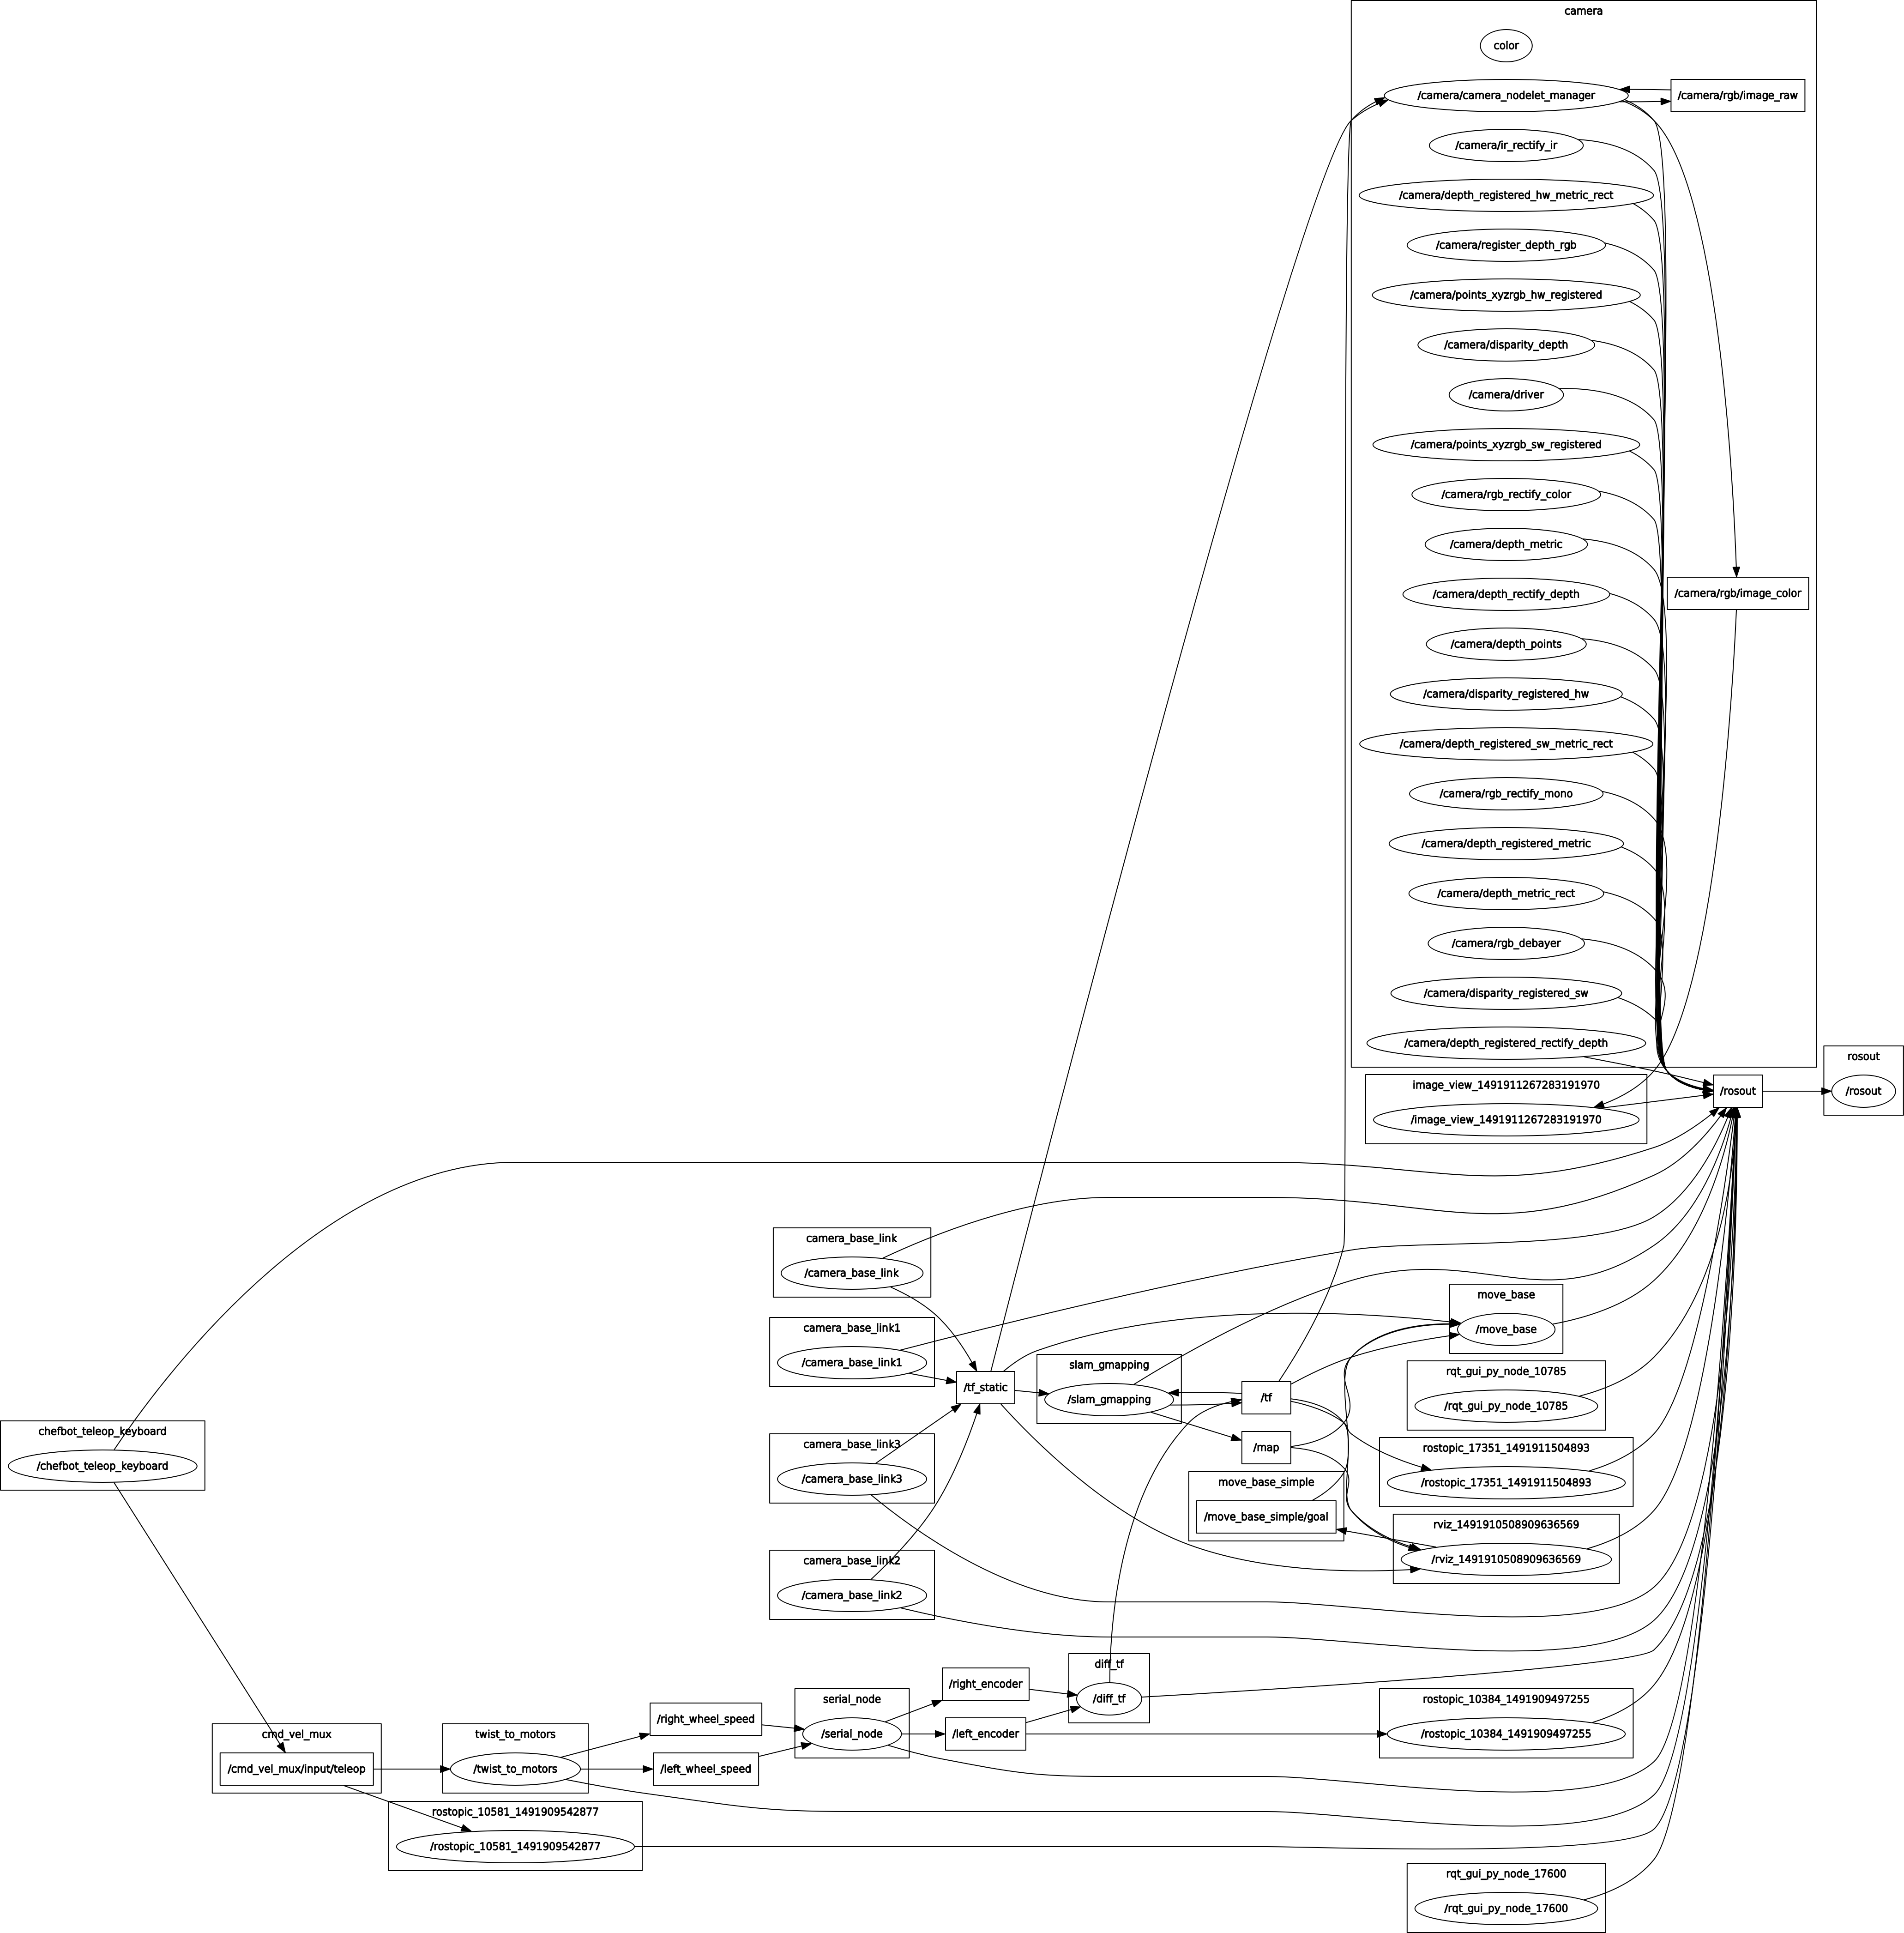 camera
color
/camera/camera_nodelet_manager
/camera/rgb/image_raw
/camera/ir_rectify_ir
/camera/depth_registered_hw_metric_rect
/camera/register_depth_rgb
/camera/points_xyzrgb_hw_registered
/camera/disparity_depth
/camera/driver
/camera/points_xyzrgb_sw_registered
/camera/rgb_rectify_color
/camera/depth_metric
/camera/depth_rectify_depth
/camera/rgb/image_color
/camera/depth_points
/camera/disparity_registered_hw
/camera/depth_registered_sw_metric_rect
/camera/rgb_rectify_mono
/camera/depth_registered_metric
/camera/depth_metric_rect
/camera/rgb_debayer
/camera/disparity_registered_sw
/camera/depth_registered_rectify_depth
rosout
/rosout
/rosout
image_view_1491911267283191970
/image_view_1491911267283191970
camera_base_link
/camera_base_link
camera_base_link1
/camera_base_link1
move_base
/move_base
slam_gmapping
/slam_gmapping
/tf_static
/tf
rqt_gui_py_node_10785
/rqt_gui_py_node_10785
chefbot_teleop_keyboard
/chefbot_teleop_keyboard
camera_base_link3
/camera_base_link3
/map
rostopic_17351_1491911504893
/rostopic_17351_1491911504893
move_base_simple
/move_base_simple/goal
rviz_1491910508909636569
/rviz_1491910508909636569
camera_base_link2
/camera_base_link2
diff_tf
/diff_tf
/right_encoder
serial_node
/serial_node
/left_encoder
rostopic_10384_1491909497255
/rostopic_10384_1491909497255
/right_wheel_speed
/left_wheel_speed
cmd_vel_mux
/cmd_vel_mux/input/teleop
twist_to_motors
/twist_to_motors
rostopic_10581_1491909542877
/rostopic_10581_1491909542877
rqt_gui_py_node_17600
/rqt_gui_py_node_17600